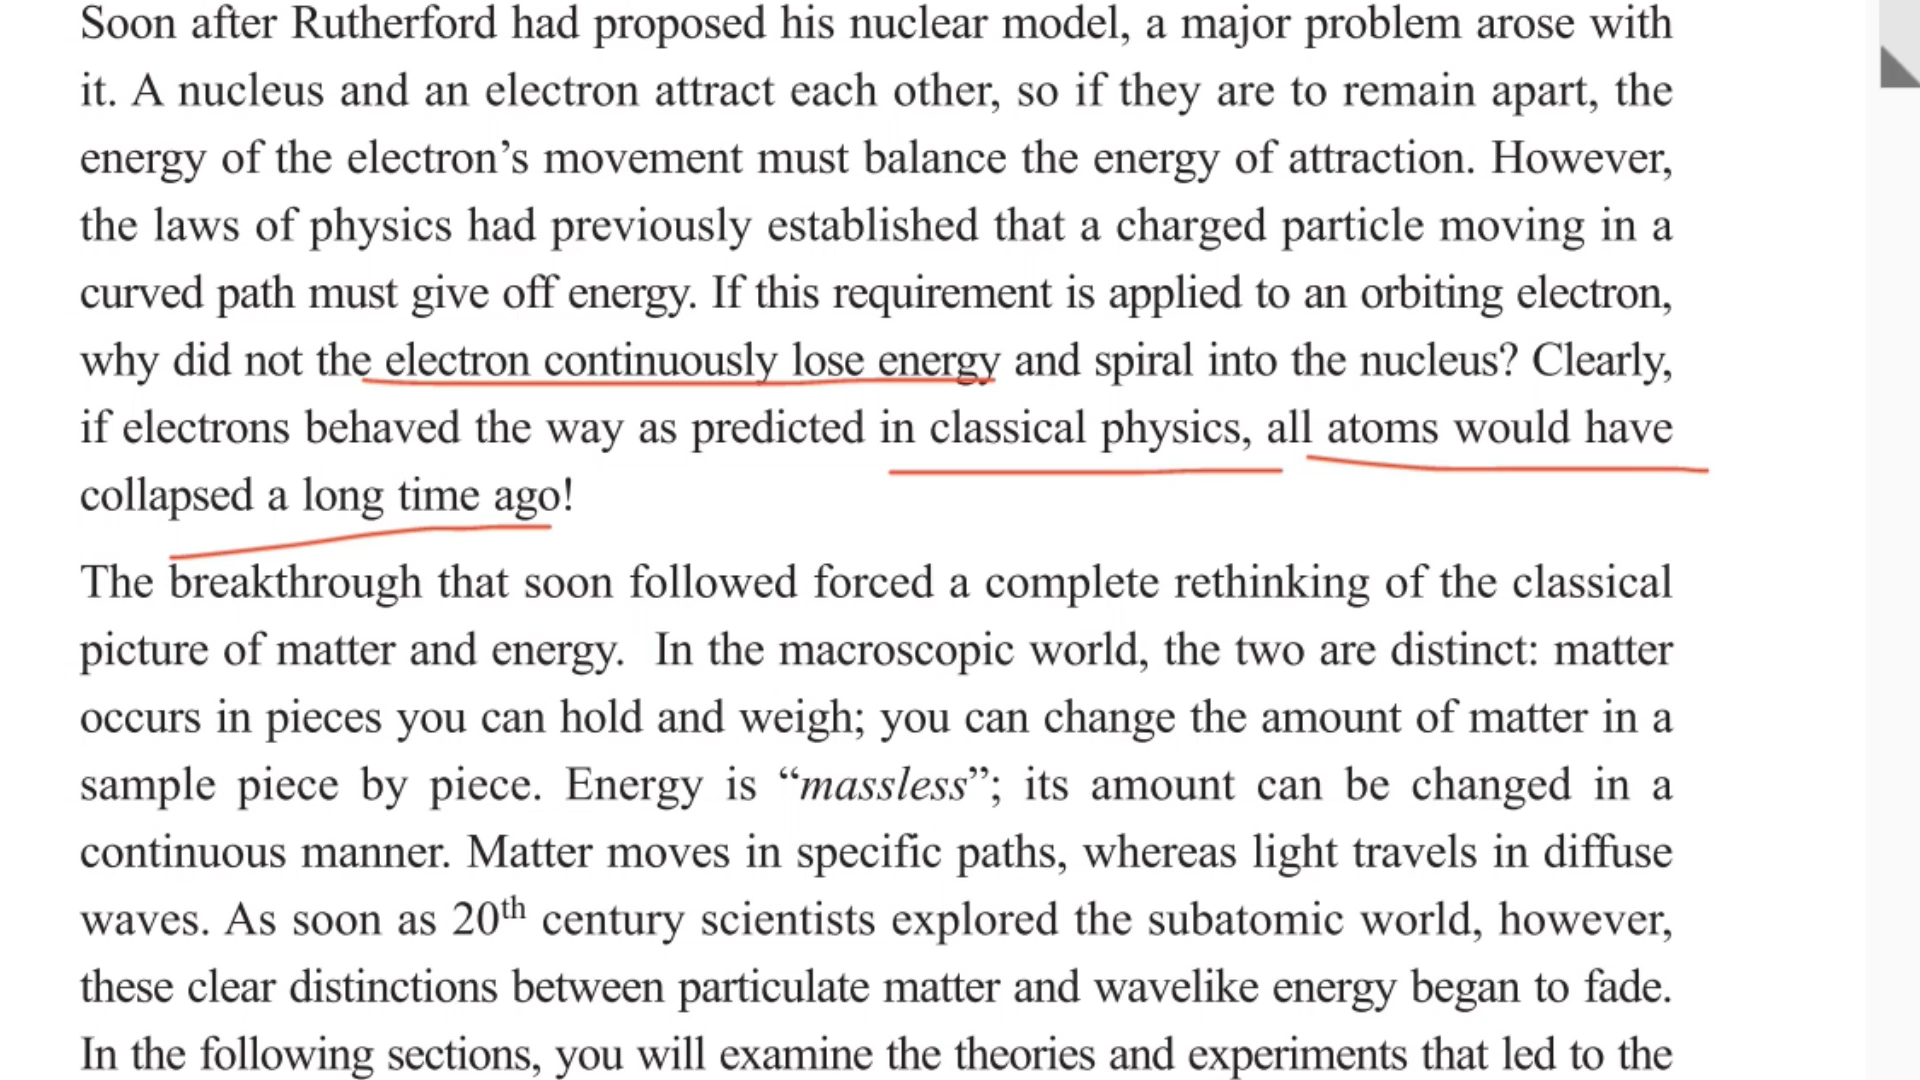 Soon after Rutherford had proposed his nuclear model, a major problem arose with
it. A nucleus and an electron attract each other, so if they are to remain apart, the
energy of the electron’s movement must balance the energy of attraction. However,
the laws of physics had previously established that a charged particle moving in a
curved path must give off energy. If this requirement is applied to an orbiting electron,
why did not the electron continuously lose energy and spiral into the nucleus? Clearly,
if electrons behaved the way as predicted in classical physics, all atoms would have
collapsed a long time ago!
The breakthrough that soon followed forced a complete rethinking of the classical
picture of matter and energy.  In the macroscopic world, the two are distinct: matter
occurs in pieces you can hold and weigh; you can change the amount of matter in a
sample piece by piece. Energy is “massless”; its amount can be changed in a
continuous manner. Matter moves in specific paths, whereas light travels in diffuse
waves. As soon as 20th century scientists explored the subatomic world, however,
these clear distinctions between particulate matter and wavelike energy began to fade.
In the following sections, you will examine the theories and experiments that led to the